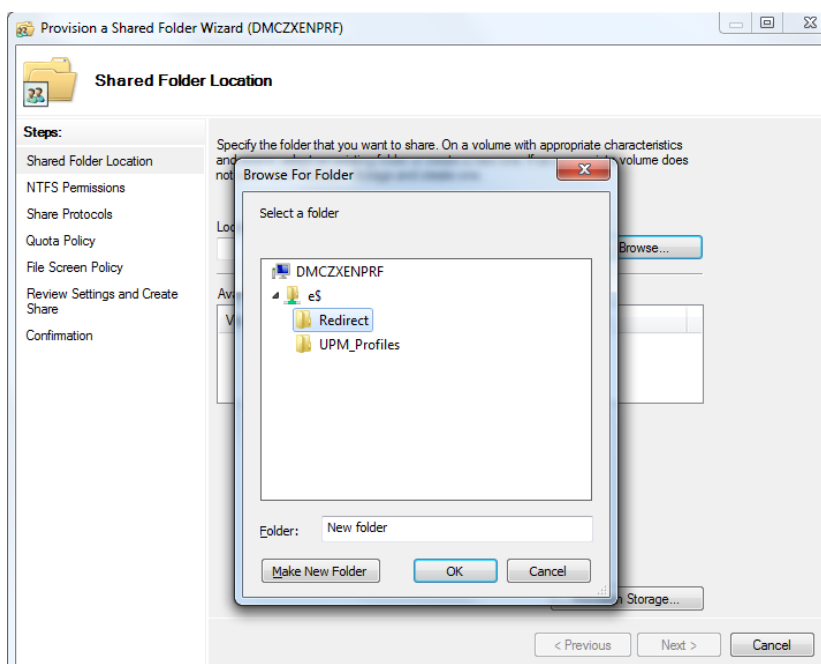 Provision a Shared Folder Wizard (DMCZXENPRF)
Shared Folder Location
Steps:
Shared Folder Location
NTFS Permissions
Share Protocols
Quota Policy
File Screen Policy
Review Settings and Create
Share
Confirmation
Specify the folder that you want to share. On a volume with appropriate characteristics
volume does
Browse For Folder
Select a folder
Browse...
DMCZXENPRF
e$
Redirect
UPM_Profiles
Folder:
New folder
Make New Folder
OK
Cancel
Storage...
< Previous
Next >
Cancel